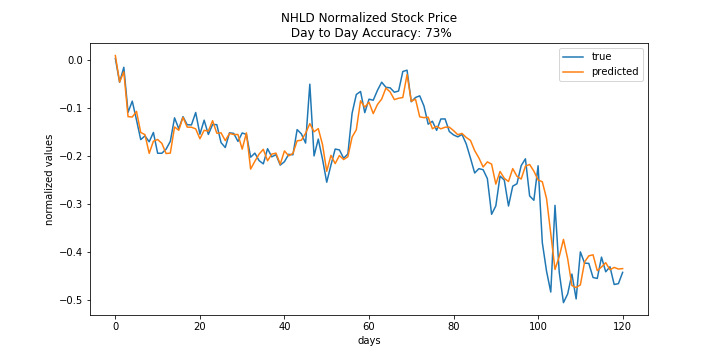 NHLD Normalized Stock Price
Day to Day Accuracy: 73%
true
predicted
normalized values
0.0
−0.1
−0.2
−0.3
−0.4
−0.5
0 20 40 60 80 100 120
days